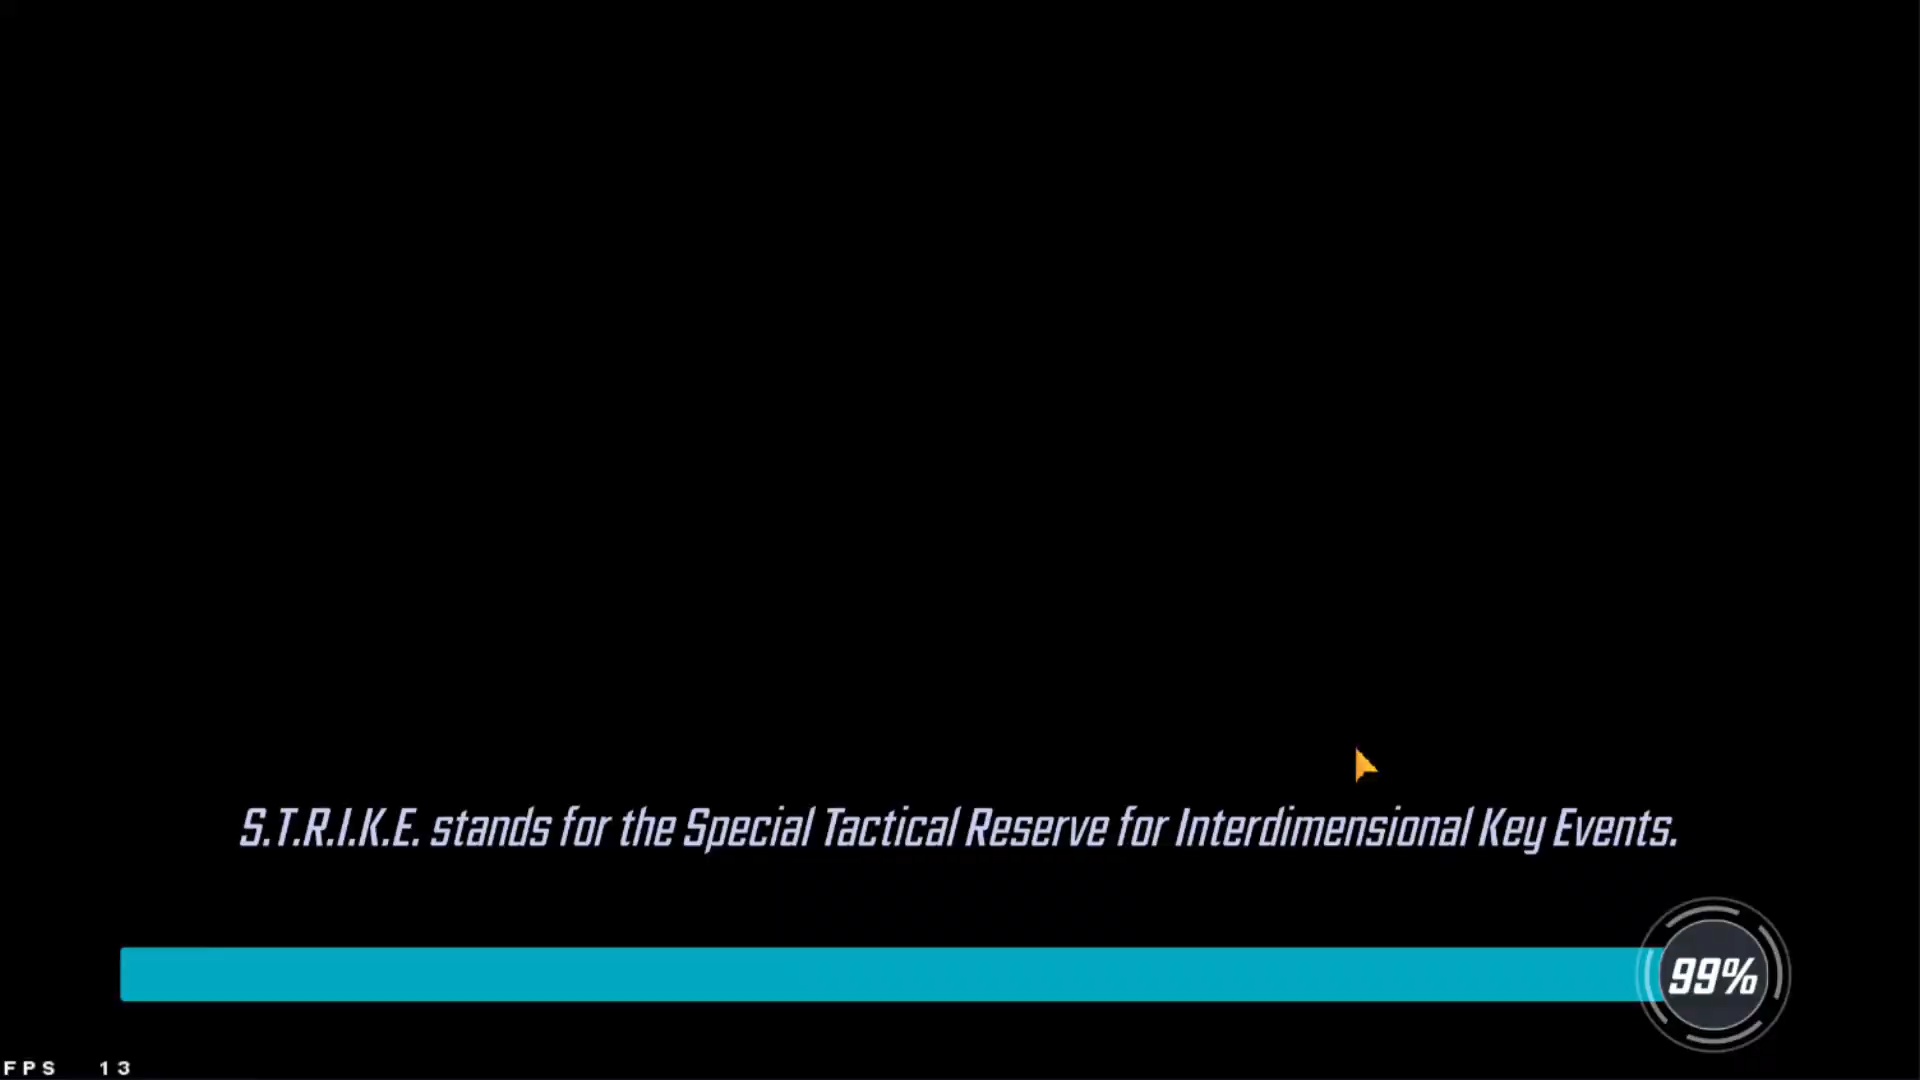 S.T.R.I.K.E. stands for the Special Tactical Reserve for Interdimensional Key Events.
99%
FPS 13